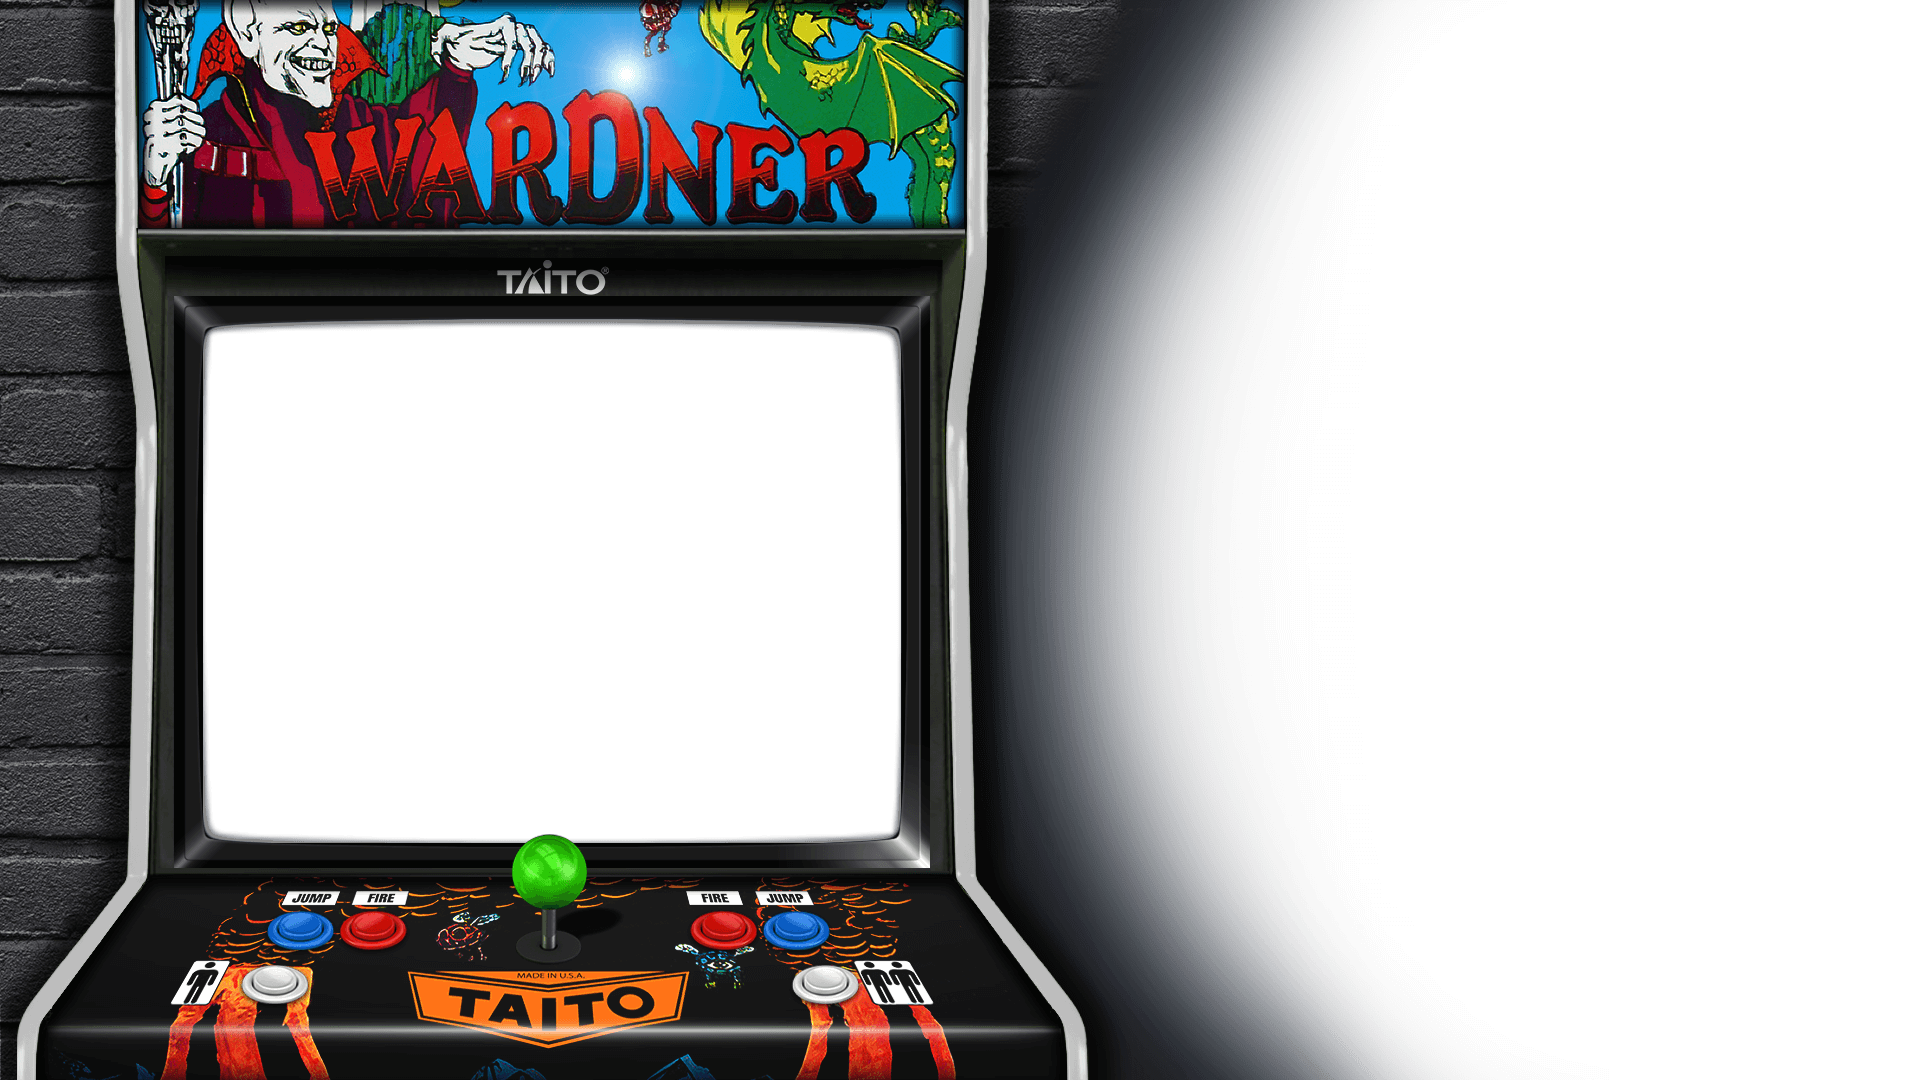 WARDNER
TAITO®
JUMP FIRE
FIRE JUMP
MADE IN U.S.A.
TAITO